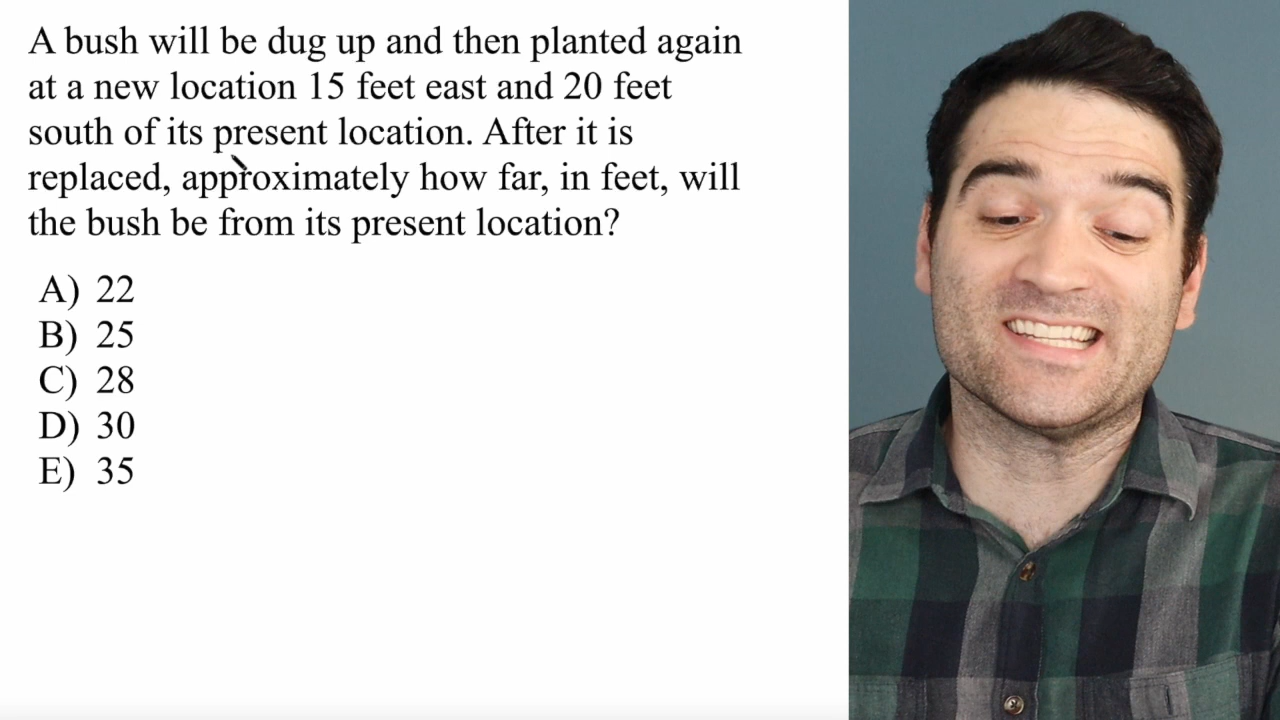 A bush will be dug up and then planted again
at a new location 15 feet east and 20 feet
south of its present location. After it is
replaced, approximately how far, in feet, will
the bush be from its present location?
A) 22
B) 25
C) 28
D) 30
E) 35